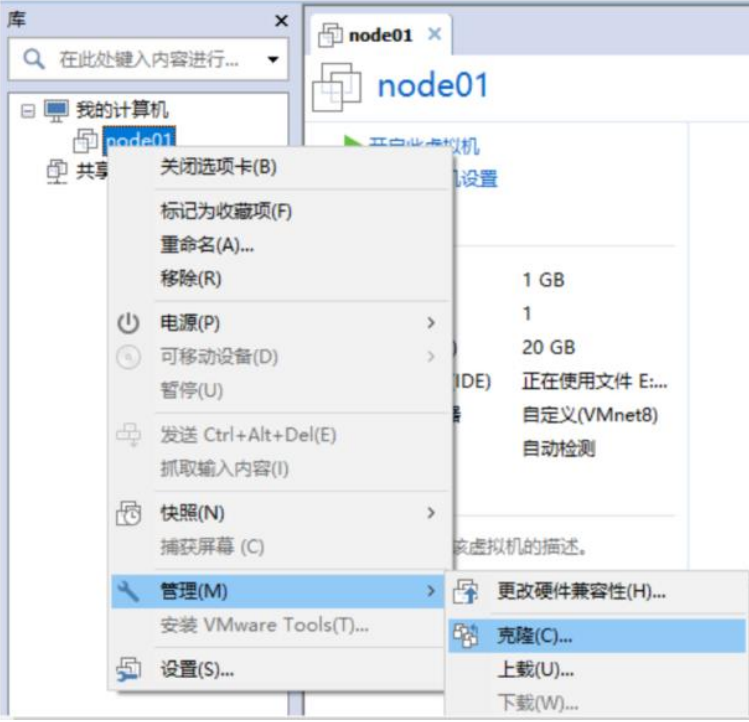 库
在此处键入内容进行...
我的计算机
node01
共享
node01
node01
开启此虚拟机
机设置
1 GB
1
20 GB
IDE)
正在使用文件 E:...
自定义(VMnet8)
自动检测
该虚拟机的描述。
关闭选项卡(B)
标记为收藏项(F)
重命名(A)...
移除(R)
电源(P)
可移动设备(D)
暂停(U)
发送 Ctrl+Alt+Del(E)
抓取输入内容(I)
快照(N)
捕获屏幕 (C)
管理(M)
安装 VMware Tools(T)...
设置(S)...
更改硬件兼容性(H)...
克隆(C)...
上载(U)...
下载(W)...